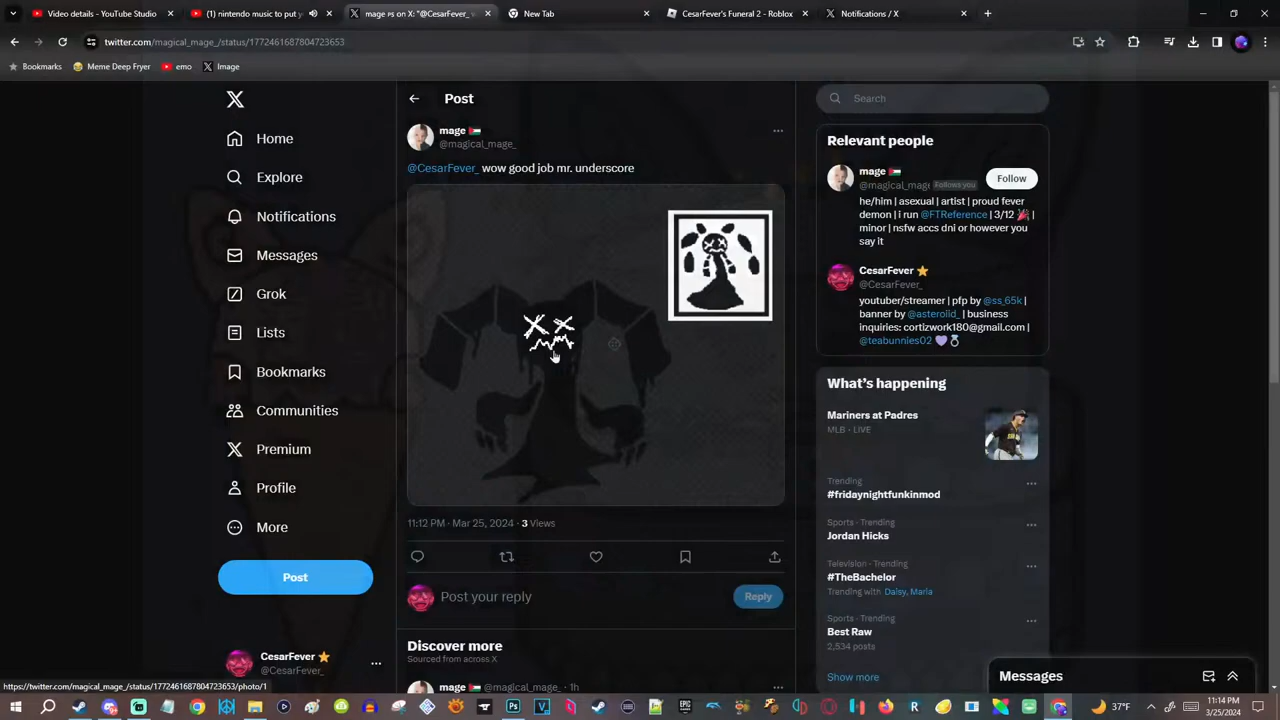 Video details - YouTube Studio
(1) nintendo music to put yo
mage 🇵🇸 on X: "@CesarFever_ w
New Tab
CesarFever's Funeral 2 - Roblox
Notifications / X
twitter.com/magical_mage_/status/1772461687804723653
Bookmarks
Meme Deep Fryer
emo
Image
Home
Explore
Notifications
Messages
Grok
Lists
Bookmarks
Communities
Premium
Profile
More
Post
CesarFever ⭐
@CesarFever_
Post
mage 🇵🇸
@magical_mage_
@CesarFever_ wow good job mr. underscore
11:12 PM · Mar 25, 2024 · 3 Views
Post your reply
Reply
Discover more
Sourced from across X
mage 🇵🇸 @magical_mage_ · 1h
Search
Relevant people
mage 🇵🇸
@magical_mage_ Follows you
Follow
he/him | asexual | artist | proud fever
demon | i run @FTReference | 3/12 🎉 |
minor | nsfw accs dni or however you
say it
CesarFever ⭐
@CesarFever_
youtuber/streamer | pfp by @ss_65k |
banner by @asteroiid_ | business
inquiries: cortizwork180@gmail.com |
@teabunnies02 💜💍
What's happening
Mariners at Padres
MLB · LIVE
Trending
#fridaynightfunkinmod
Sports · Trending
Jordan Hicks
Television · Trending
#TheBachelor
Trending with Daisy, Maria
Sports · Trending
Best Raw
2,534 posts
Show more
Messages
https://twitter.com/magical_mage_/status/1772461687804723653/photo/1
37°F
11:14 PM
3/25/2024